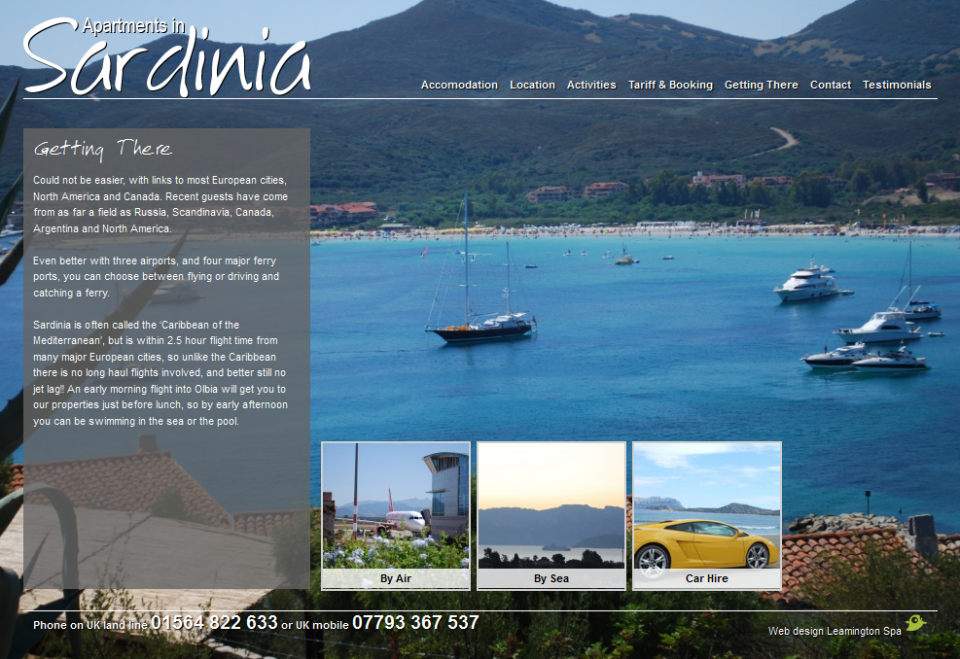 Apartments in
Sardinia
Accomodation Location Activities Tariff & Booking Getting There Contact Testimonials
Getting There
Could not be easier, with links to most European cities,
North America and Canada. Recent guests have come
from as far a field as Russia, Scandinavia, Canada,
Argentina and North America.
Even better with three airports, and four major ferry
ports, you can choose between flying or driving and
catching a ferry.
Sardinia is often called the 'Caribbean of the
Mediterranean', but is within 2.5 hour flight time from
many major European cities, so unlike the Caribbean
there is no long haul flights involved, and better still no
jet lag!! An early morning flight into Olbia will get you to
our properties just before lunch, so by early afternoon
you can be swimming in the sea or the pool.
By Air
By Sea
Car Hire
Phone on UK land line 01564 822 633 or UK mobile 07793 367 537
Web design Leamington Spa